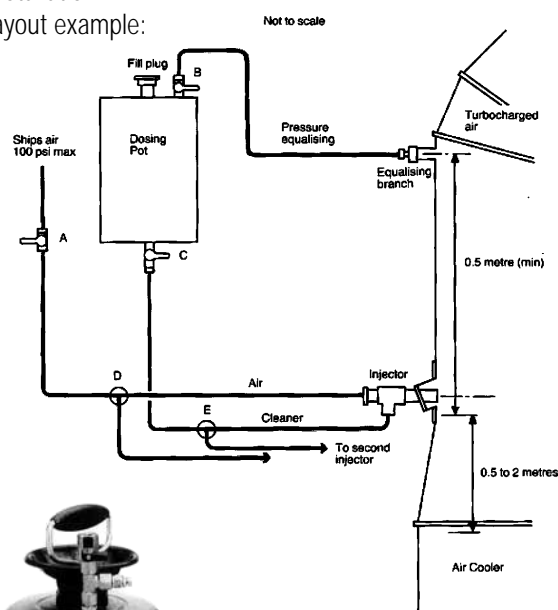 ayout example:
Not to scale
Fill plug
B
Turbocharged
air
Ships air
100 psi max
Dosing
Pot
Pressure
equalising
Equalising
branch
A
C
0.5 metre (min)
D
Air
Injector
E
Cleaner
To second
injector
0.5 to 2 metres
Air Cooler